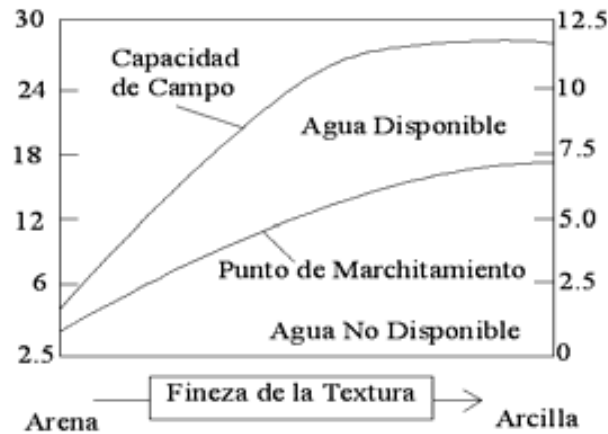 30
24
18
12
6
2.5
Capacidad
de Campo
Agua Disponible
Punto de Marchitamiento
Agua No Disponible
12.5
10
7.5
5.0
2.5
0
Arena
Fineza de la Textura
Arcilla